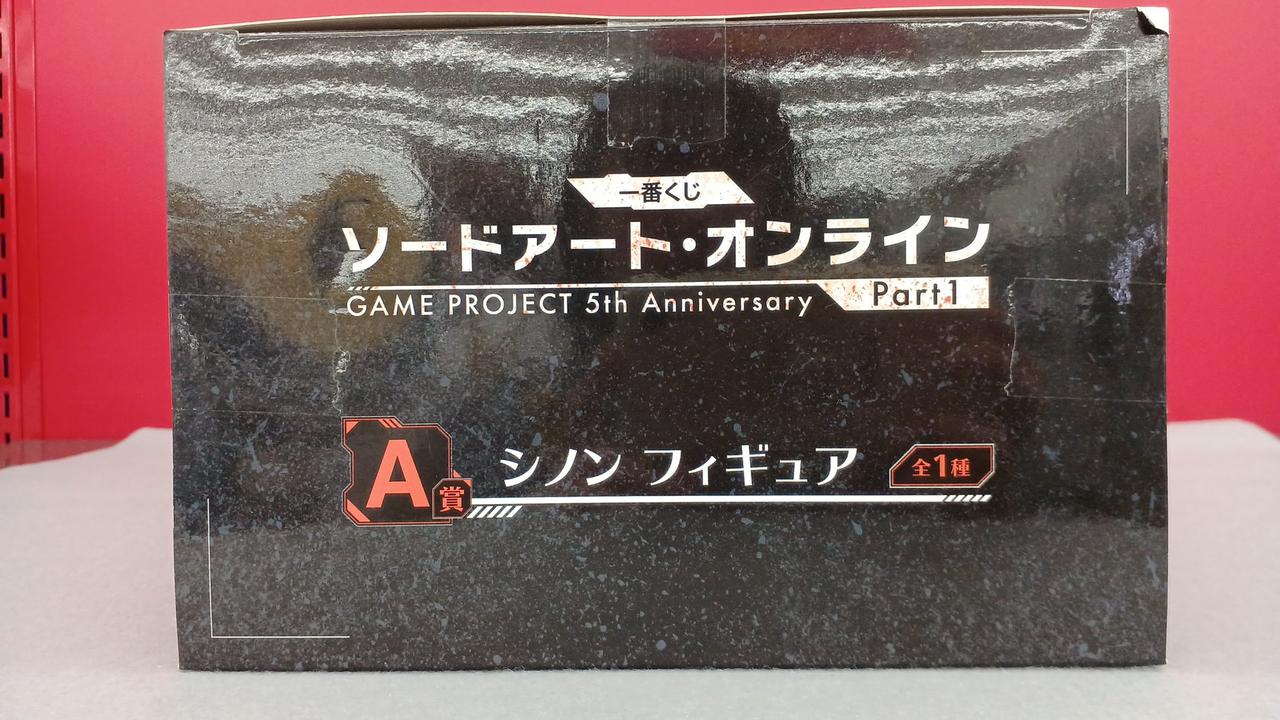 一番くじ
ソードアート・オンライン
GAME PROJECT 5th Anniversary Part1
A賞 シノン フィギュア 全1種